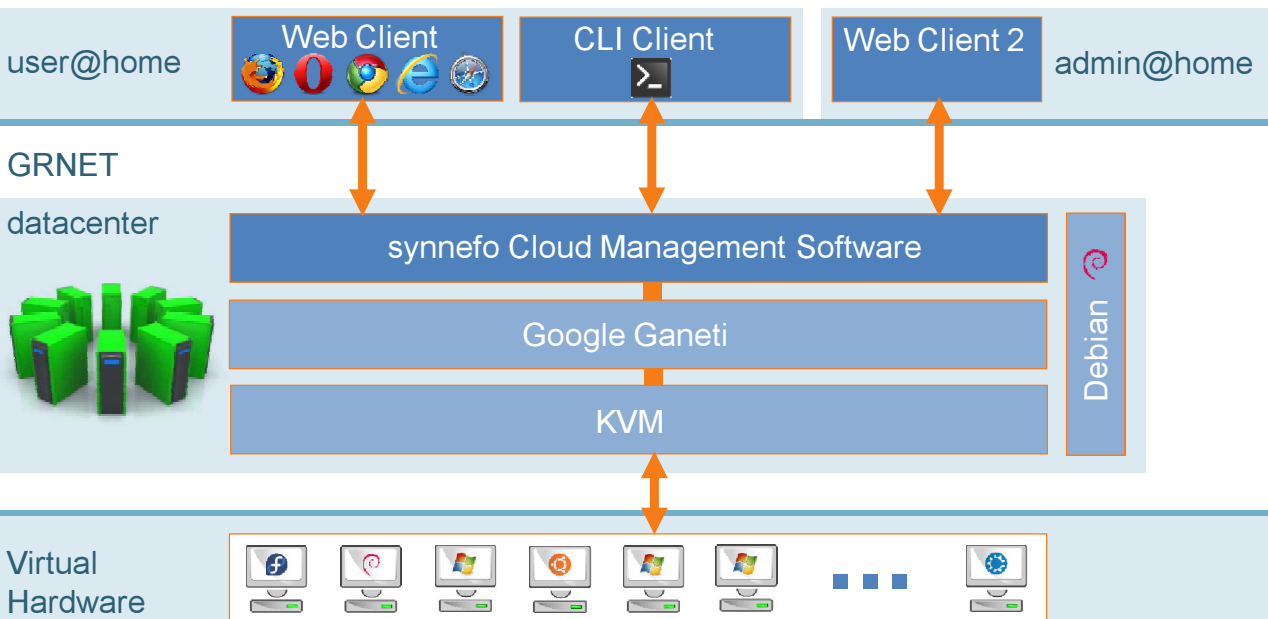 user@home
Web Client
CLI Client
Web Client 2
admin@home
GRNET
datacenter
synnefo Cloud Management Software
Google Ganeti
KVM
Debian
Virtual
Hardware